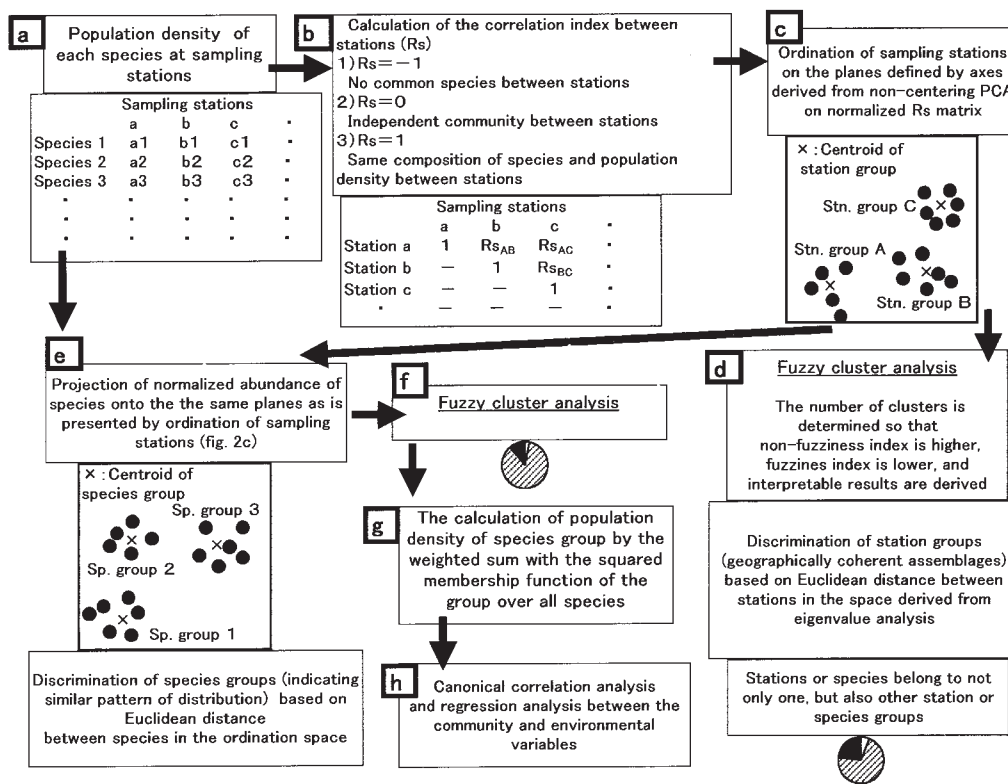 a
Population density of
each species at sampling
stations
Sampling stations
a b c ・
Species 1 a1 b1 c1 ・
Species 2 a2 b2 c2 ・
Species 3 a3 b3 c3 ・
・ ・ ・ ・ ・
・ ・ ・ ・ ・
b
Calculation of the correlation index between
stations (Rs)
1) Rs=-1
No common species between stations
2) Rs=0
Independent community between stations
3) Rs=1
Same composition of species and population
density between stations
Sampling stations
a b c ・
Station a 1 RsAB RsAC ・
Station b - 1 RsBC ・
Station c - - 1 ・
・ - - - ・
c
Ordination of sampling stations
on the planes defined by axes
derived from non-centering PCA
on normalized Rs matrix
×:Centroid of
station group
Stn. group C
Stn. group A
Stn. group B
d
Fuzzy cluster analysis
The number of clusters is
determined so that
non-fuzziness index is higher,
fuzzines index is lower, and
interpretable results are derived
Discrimination of station groups
(geographically coherent assemblages)
based on Euclidean distance between
stations in the space derived from
eigenvalue analysis
Stations or species belong to not
only one, but also other station or
species groups
e
Projection of normalized abundance of
species onto the the same planes as is
presented by ordination of sampling
stations (fig. 2c)
×:Centroid of
species group
Sp. group 3
Sp. group 2
Sp. group 1
Discrimination of species groups (indicating
similar pattern of distribution) based on
Euclidean distance
between species in the ordination space
f
Fuzzy cluster analysis
g
The calculation of population
density of species group by the
weighted sum with the squared
membership function of the
group over all species
h
Canonical correlation analysis
and regression analysis between the
community and environmental
variables